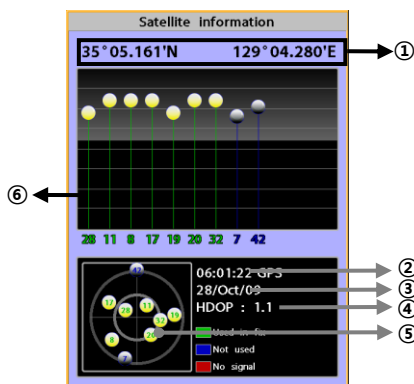 Satellite information
35°05.161'N 129°04.280'E ①
⑥
28 11 8 17 19 20 32 7 42
06:01:22 GPS ②
28/Oct/09 ③
HDOP : 1.1 ④
⑤
Used in fix
Not used
No signal
42
17
28
11
32
19
20
8
7